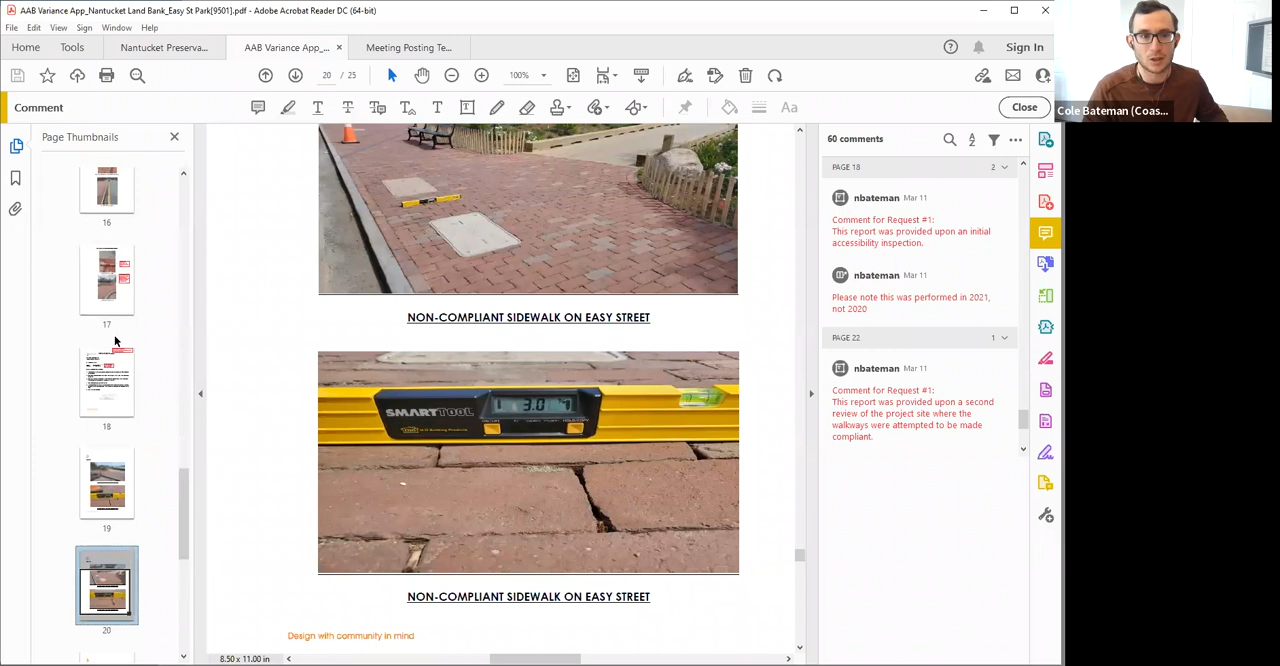 AAB Variance App_Nantucket Land Bank_Easy St Park[9501].pdf - Adobe Acrobat Reader DC (64-bit)
File Edit View Sign Window Help
Home Tools Nantucket Preserva... AAB Variance App_... × Meeting Posting Te... Sign In
20 / 25 100%
Comment
Close
Page Thumbnails
16
17
18
19
20
NON-COMPLIANT SIDEWALK ON EASY STREET
SMARTTOOL
3.0
NON-COMPLIANT SIDEWALK ON EASY STREET
Design with community in mind
8.50 x 11.00 in
60 comments
PAGE 18 2
nbateman Mar 11
Comment for Request #1:
This report was provided upon an initial
accessibility inspection.
nbateman Mar 11
Please note this was performed in 2021,
not 2020
PAGE 22 1
nbateman Mar 11
Comment for Request #1:
This report was provided upon a second
review of the project site where the
walkways were attempted to be made
compliant.
Cole Bateman (Coas...